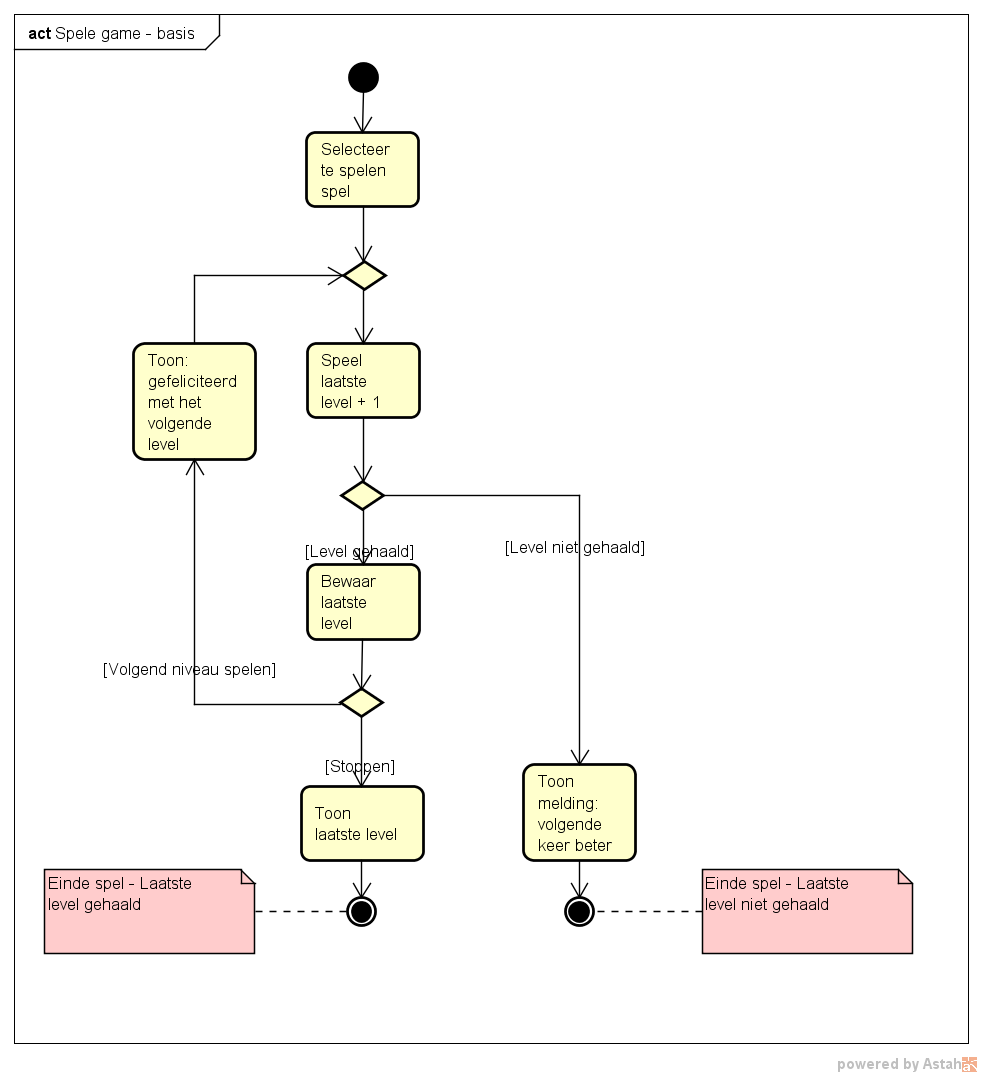 act Spele game - basis
Selecteer
te spelen
spel
Toon:
gefeliciteerd
met het
volgende
level
Speel
laatste
level + 1
[Level gehaald]
[Level niet gehaald]
Bewaar
laatste
level
[Volgend niveau spelen]
[Stoppen]
Toon
laatste level
Toon
melding:
volgende
keer beter
Einde spel - Laatste
level gehaald
Einde spel - Laatste
level niet gehaald
powered by Astah